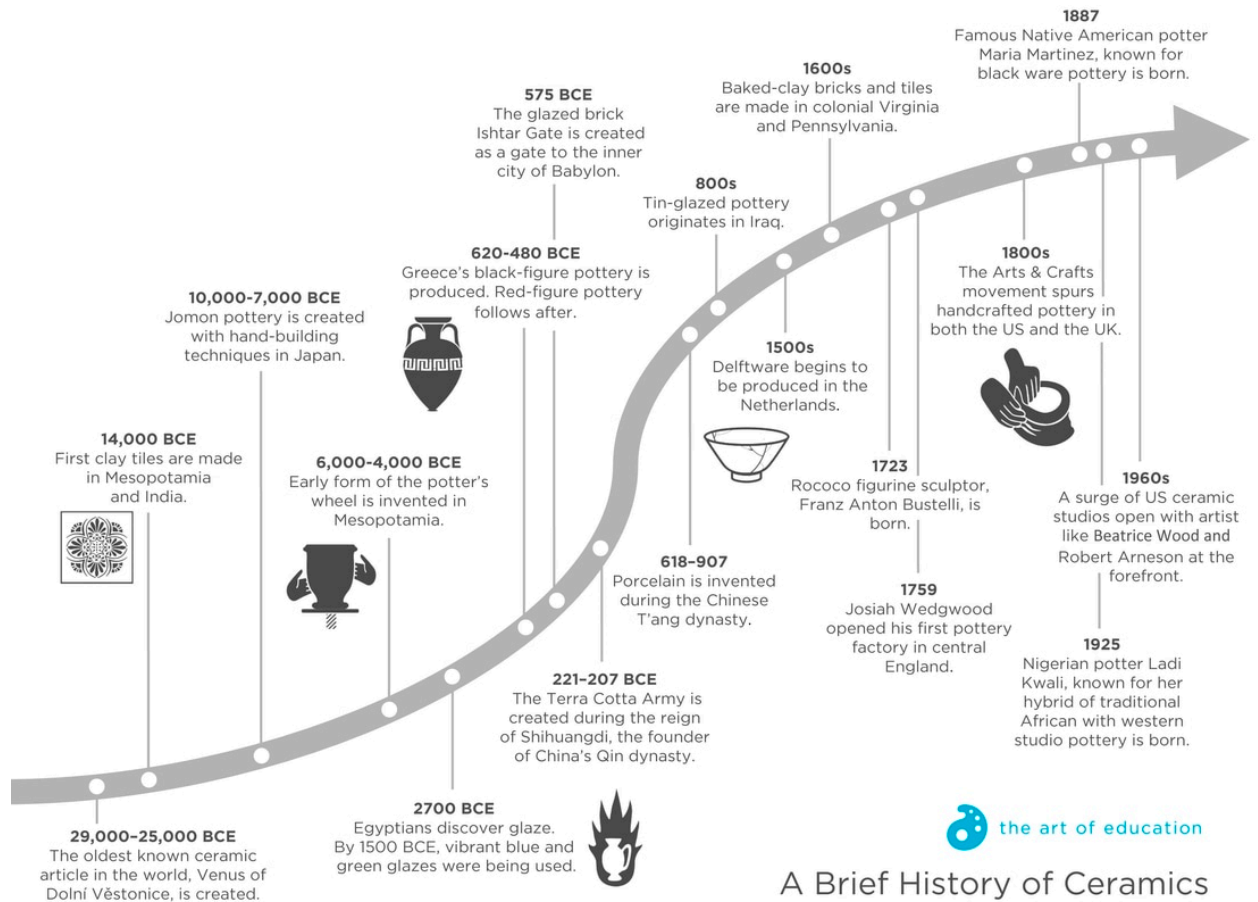 1887
Famous Native American potter
Maria Martinez, known for
black ware pottery is born.
1600s
Baked-clay bricks and tiles
are made in colonial Virginia
and Pennsylvania.
575 BCE
The glazed brick
Ishtar Gate is created
as a gate to the inner
city of Babylon.
800s
Tin-glazed pottery
originates in Iraq.
620-480 BCE
Greece's black-figure pottery is
produced. Red-figure pottery
follows after.
10,000-7,000 BCE
Jomon pottery is created
with hand-building
techniques in Japan.
1800s
The Arts & Crafts
movement spurs
handcrafted pottery in
both the US and the UK.
1500s
Delftware begins to
be produced in the
Netherlands.
14,000 BCE
First clay tiles are made
in Mesopotamia
and India.
6,000-4,000 BCE
Early form of the potter's
wheel is invented in
Mesopotamia.
1723
Rococo figurine sculptor,
Franz Anton Bustelli, is
born.
1960s
A surge of US ceramic
studios open with artist
like Beatrice Wood and
Robert Arneson at the
forefront.
618–907
Porcelain is invented
during the Chinese
T'ang dynasty.
1759
Josiah Wedgwood
opened his first pottery
factory in central
England.
1925
Nigerian potter Ladi
Kwali, known for her
hybrid of traditional
African with western
studio pottery is born.
221–207 BCE
The Terra Cotta Army is
created during the reign
of Shihuangdi, the founder
of China's Qin dynasty.
2700 BCE
Egyptians discover glaze.
By 1500 BCE, vibrant blue and
green glazes were being used.
29,000–25,000 BCE
The oldest known ceramic
article in the world, Venus of
Dolní Věstonice, is created.
the art of education
A Brief History of Ceramics